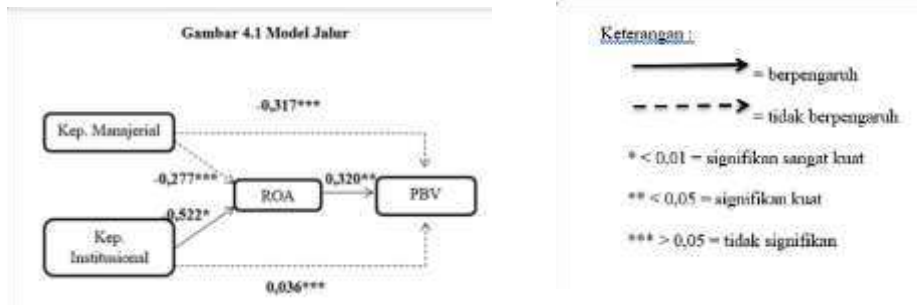 Gambar 4.1 Model Jalur
-0,317***
Kep. Manajerial
-0,277***
0,320**
ROA
PBV
-0,522*
Kep.
Institusional
0,036***
Keterangan :
= berpengaruh
= tidak berpengaruh
* < 0,01 = signifikan sangat kuat
** < 0,05 = signifikan kuat
*** > 0,05 = tidak signifikan